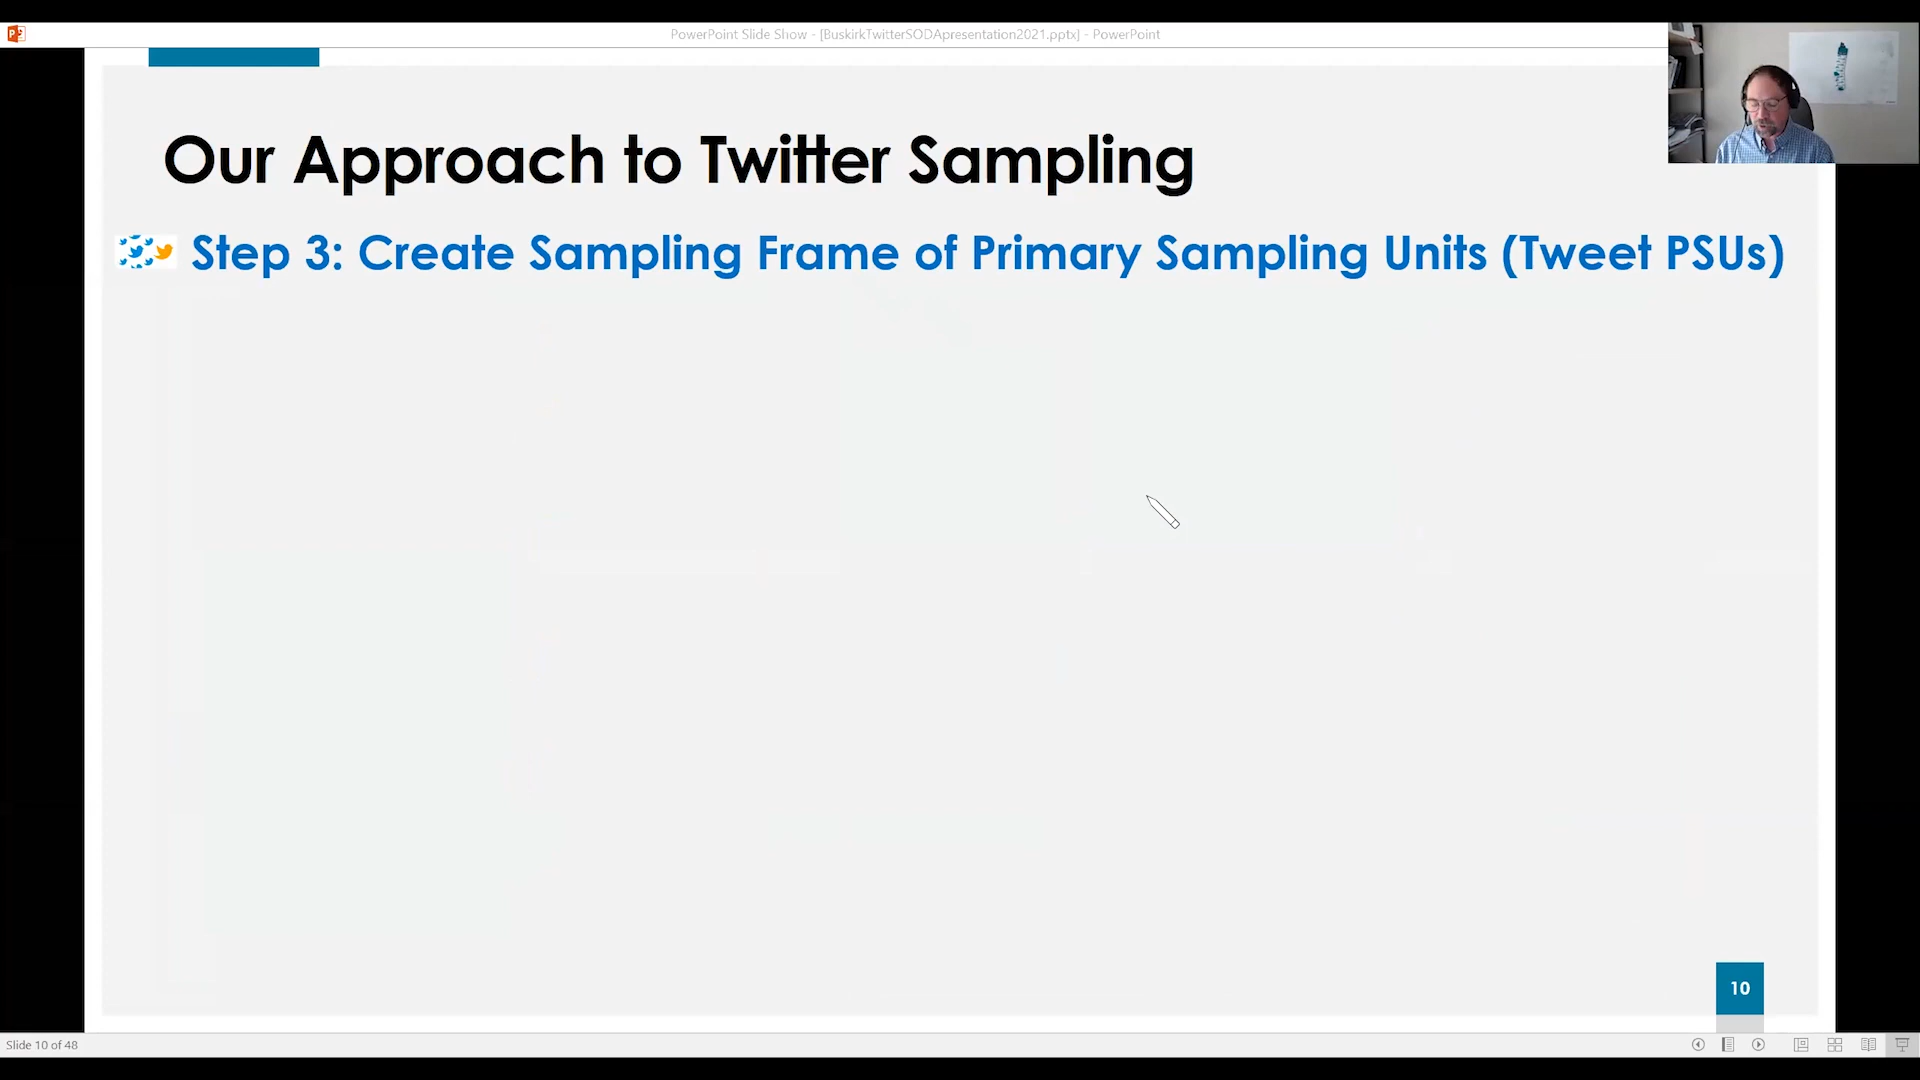 PowerPoint Slide Show - [BuskirkTwitterSODApresentation2021.pptx] - PowerPoint
Our Approach to Twitter Sampling
Step 3: Create Sampling Frame of Primary Sampling Units (Tweet PSUs)
10
Slide 10 of 48